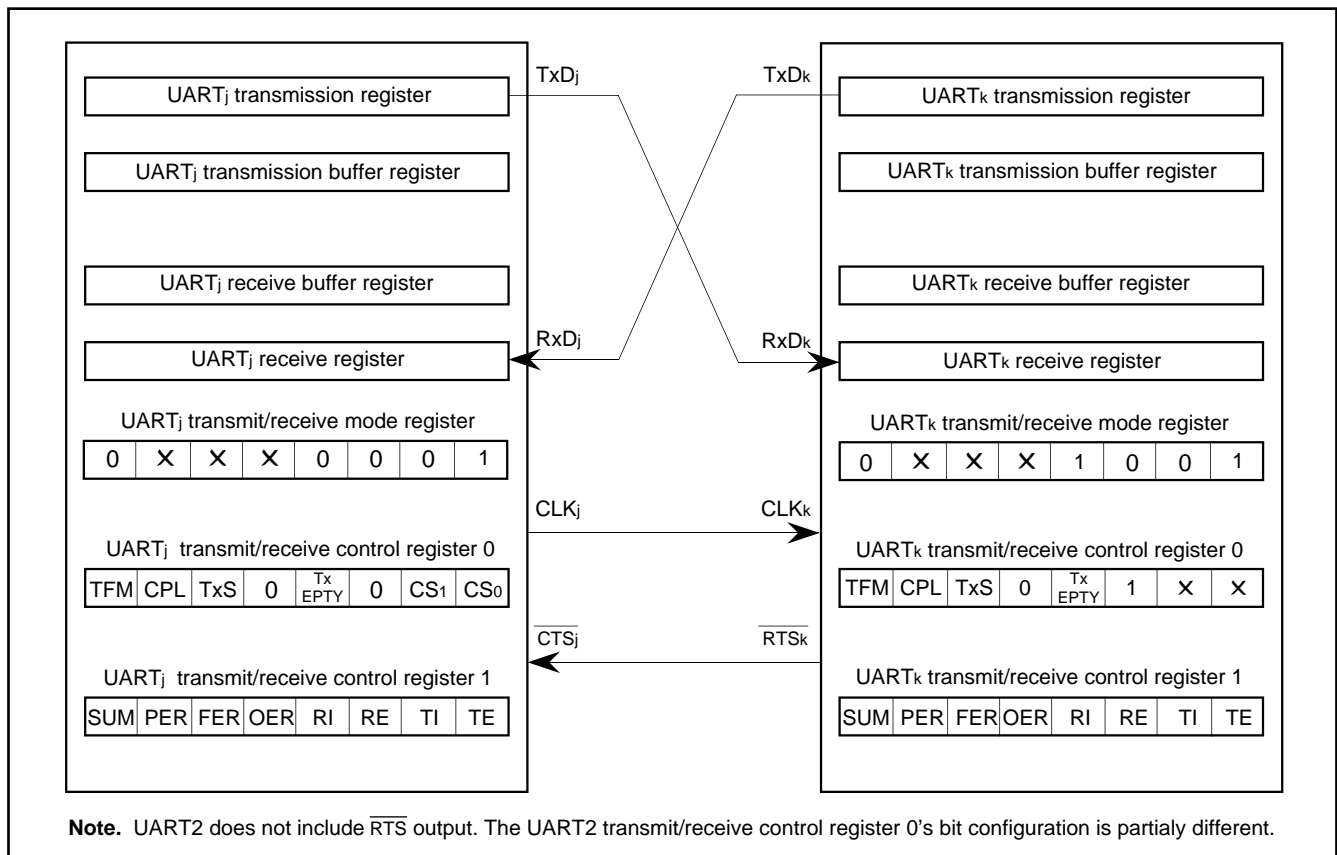 TxDj TxDk
UARTj transmission register
UARTk transmission register
UARTj transmission buffer register
UARTk transmission buffer register
UARTj receive buffer register
UARTk receive buffer register
RxDj RxDk
UARTj receive register
UARTk receive register
UARTj transmit/receive mode register
0 X X X 0 0 0 1
UARTk transmit/receive mode register
0 X X X 1 0 0 1
CLKj CLKk
UARTj transmit/receive control register 0
TFM CPL TxS 0 Tx EPTY 0 CS1 CS0
UARTk transmit/receive control register 0
TFM CPL TxS 0 Tx EPTY 1 X X
CTSj RTSk
UARTj transmit/receive control register 1
SUM PER FER OER RI RE TI TE
UARTk transmit/receive control register 1
SUM PER FER OER RI RE TI TE
Note. UART2 does not include RTS output. The UART2 transmit/receive control register 0's bit configuration is partialy different.